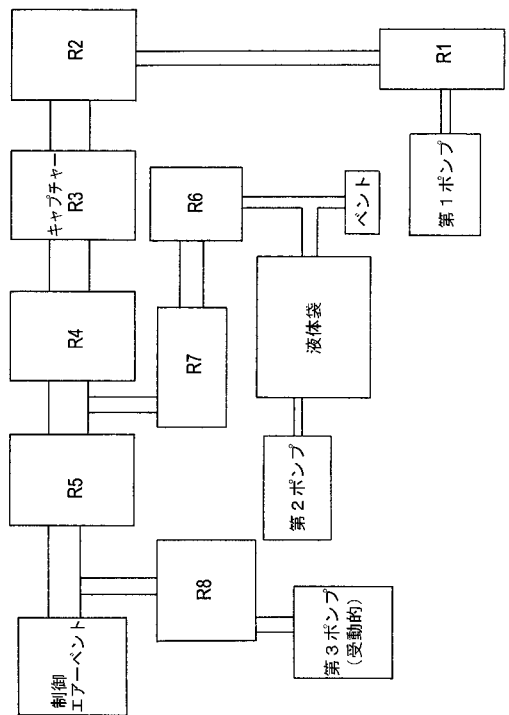 R2
R1
キャプチャー
R3
R6
ベント
第１ポンプ
R4
R7
液体袋
R5
第２ポンプ
R8
制御
エアーベント
第３ポンプ
（受動的）